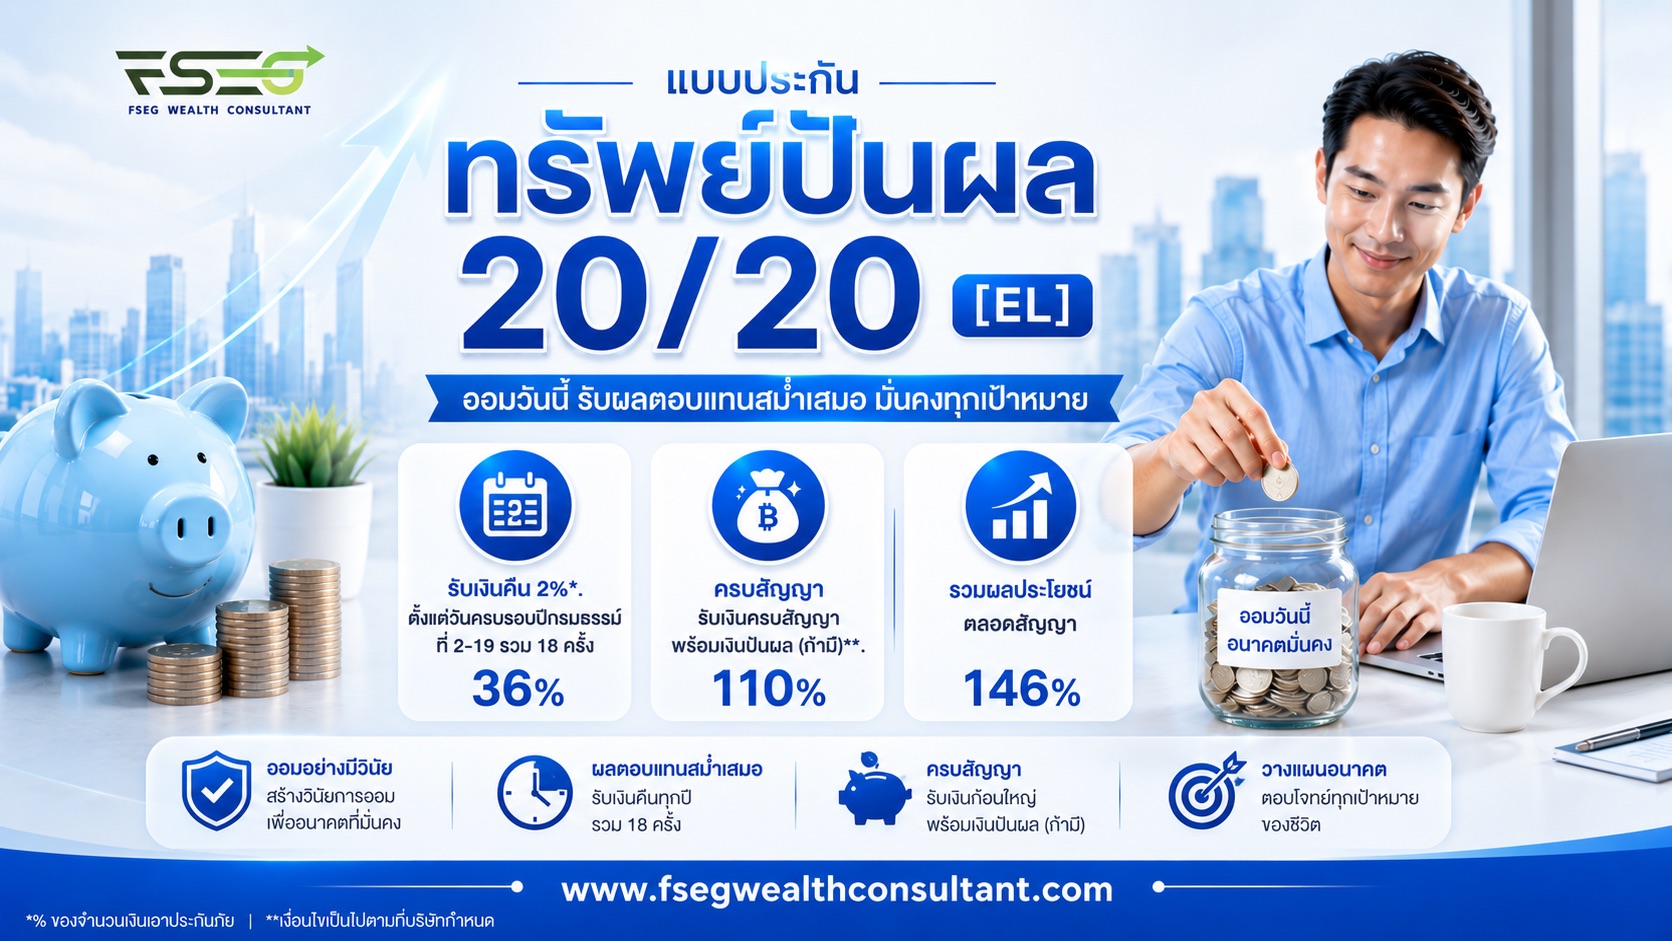 FSEG
FSEG WEALTH CONSULTANT
แบบประกัน
ทรัพย์ปันผล
20/20 [EL]
ออมวันนี้ รับผลตอบแทนสม่ำเสมอ มั่นคงทุกเป้าหมาย
2
รับเงินคืน 2%*.
ตั้งแต่วันครบรอบปีกรมธรรม์
ที่ 2-19 รวม 18 ครั้ง
36%
ครบสัญญา
รับเงินครบสัญญา
พร้อมเงินปันผล (ถ้ามี)**.
110%
รวมผลประโยชน์
ตลอดสัญญา
146%
ออมวันนี้
อนาคตมั่นคง
ออมอย่างมีวินัย
สร้างวินัยการออม
เพื่ออนาคตที่มั่นคง
ผลตอบแทนสม่ำเสมอ
รับเงินคืนทุกปี
รวม 18 ครั้ง
ครบสัญญา
รับเงินก้อนใหญ่
พร้อมเงินปันผล (ถ้ามี)
วางแผนอนาคต
ตอบโจทย์ทุกเป้าหมาย
ของชีวิต
www.fsegwealthconsultant.com
*% ของจำนวนเงินเอาประกันภัย | **เงื่อนไขเป็นไปตามที่บริษัทกำหนด